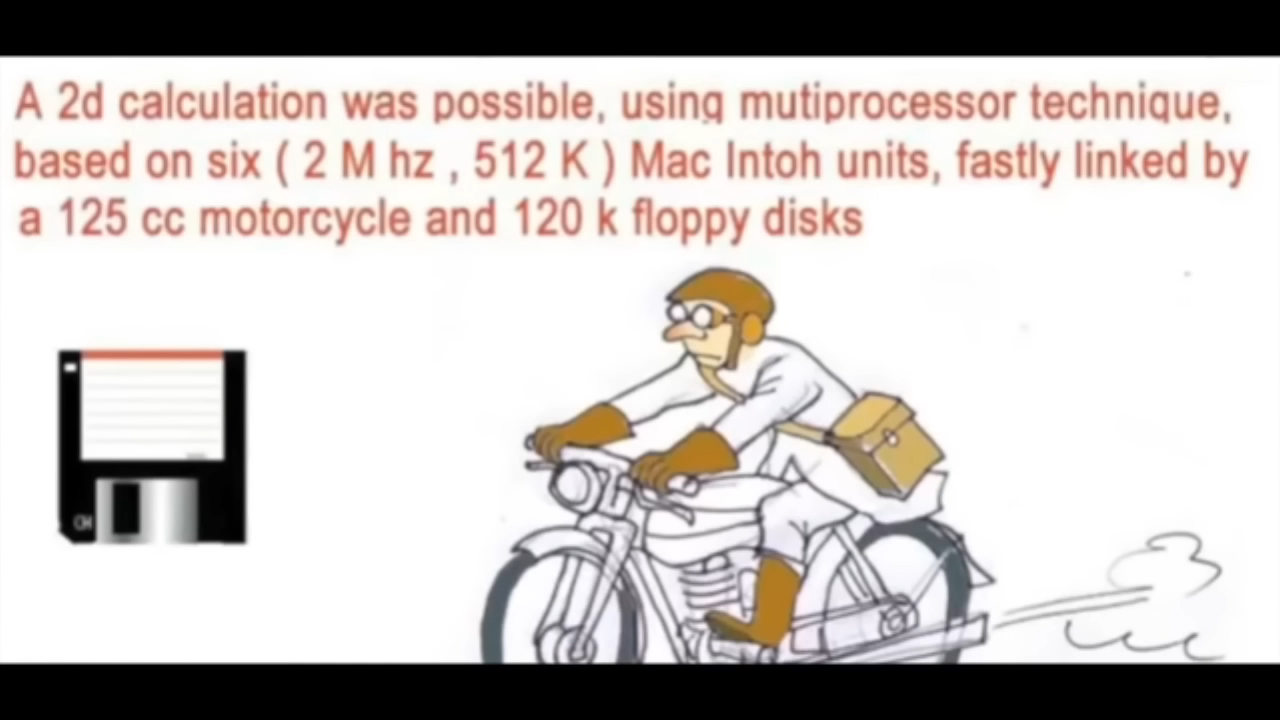 A 2d calculation was possible, using mutiprocessor technique,
based on six ( 2 M hz , 512 K ) Mac Intoh units, fastly linked by
a 125 cc motorcycle and 120 k floppy disks